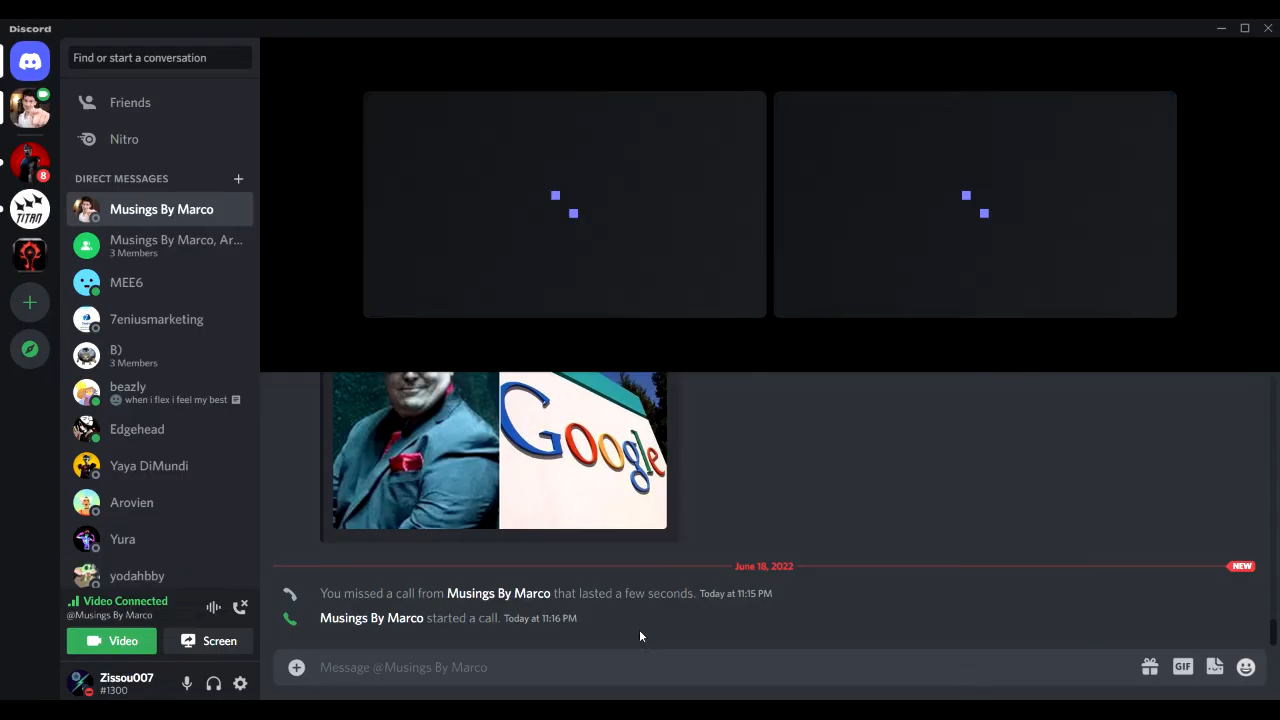 Discord
Find or start a conversation
Friends
Nitro
DIRECT MESSAGES
Musings By Marco
Musings By Marco, Ar...
3 Members
MEE6
7eniusmarketing
B)
3 Members
beazly
when i flex i feel my best
Edgehead
Yaya DiMundi
Arovien
Yura
yodahbby
8
TITAN
Video Connected
@Musings By Marco
Video
Screen
Zissou007
#1300
Google
June 18, 2022
NEW
You missed a call from Musings By Marco that lasted a few seconds. Today at 11:15 PM
Musings By Marco started a call. Today at 11:16 PM
Message @Musings By Marco
GIF